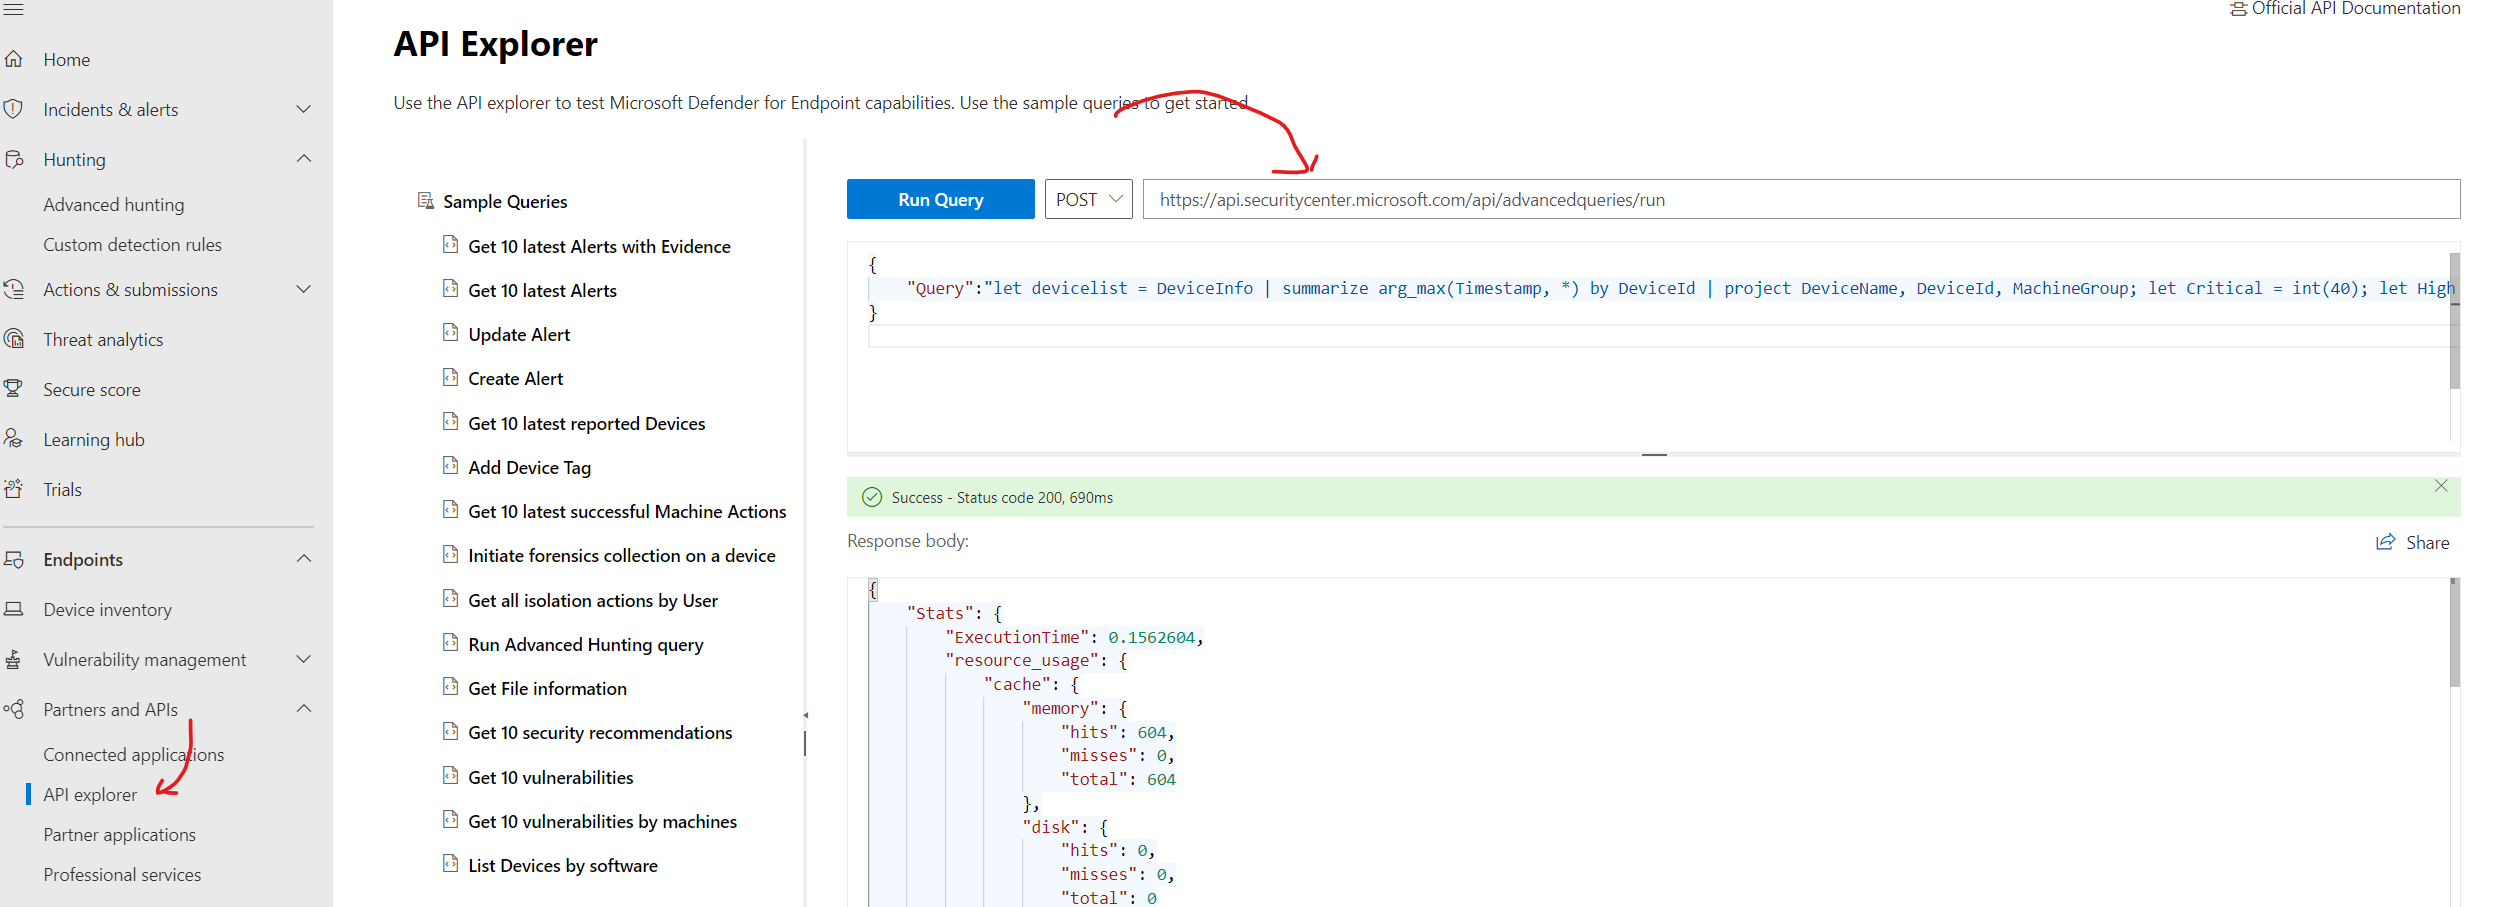 Official API Documentation
API Explorer
Use the API explorer to test Microsoft Defender for Endpoint capabilities. Use the sample queries to get started
Home
Incidents & alerts
Hunting
Advanced hunting
Custom detection rules
Actions & submissions
Threat analytics
Secure score
Learning hub
Trials
Endpoints
Device inventory
Vulnerability management
Partners and APIs
Connected applications
API explorer
Partner applications
Professional services
Sample Queries
Get 10 latest Alerts with Evidence
Get 10 latest Alerts
Update Alert
Create Alert
Get 10 latest reported Devices
Add Device Tag
Get 10 latest successful Machine Actions
Initiate forensics collection on a device
Get all isolation actions by User
Run Advanced Hunting query
Get File information
Get 10 security recommendations
Get 10 vulnerabilities
Get 10 vulnerabilities by machines
List Devices by software
Run Query POST https://api.securitycenter.microsoft.com/api/advancedqueries/run
{
"Query":"let devicelist = DeviceInfo | summarize arg_max(Timestamp, *) by DeviceId | project DeviceName, DeviceId, MachineGroup; let Critical = int(40); let High
}
Success - Status code 200, 690ms
Response body:
Share
{
"Stats": {
"ExecutionTime": 0.1562604,
"resource_usage": {
"cache": {
"memory": {
"hits": 604,
"misses": 0,
"total": 604
},
"disk": {
"hits": 0,
"misses": 0,
"total": 0